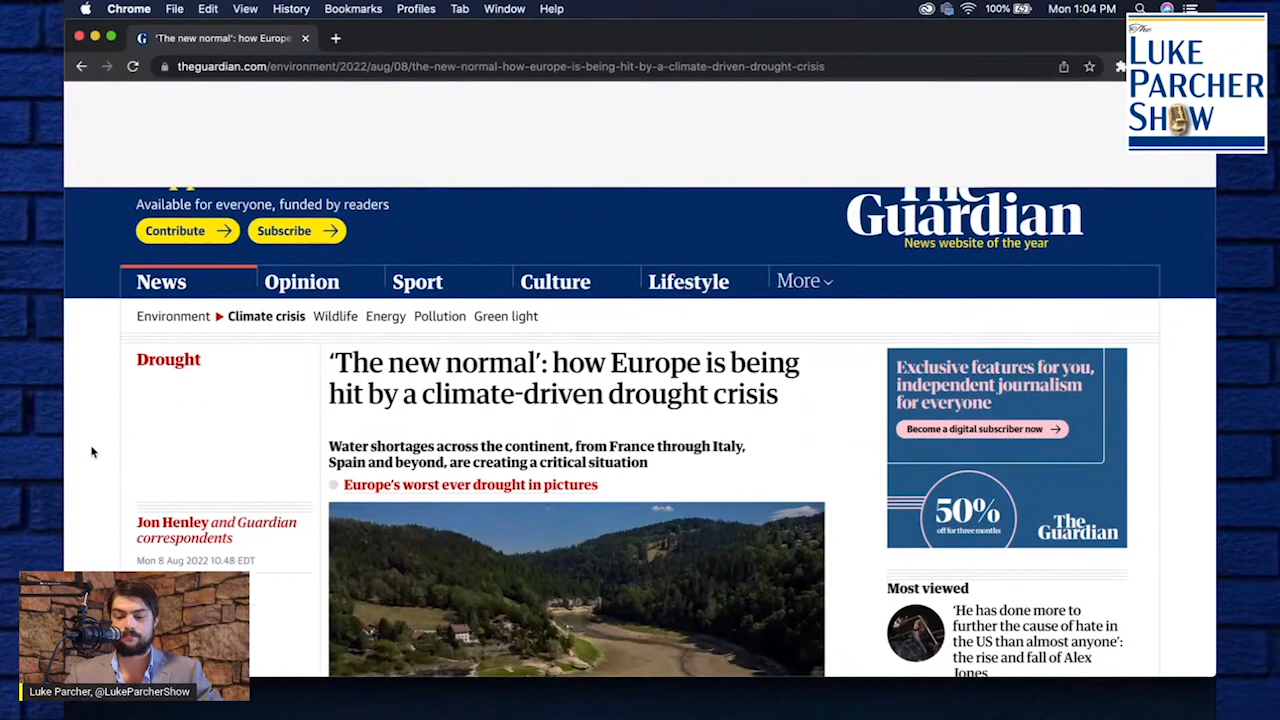 Chrome File Edit View History Bookmarks Profiles Tab Window Help
100% Mon 1:04 PM
The
LUKE
PARCHER
SHOW
'The new normal': how Europe
theguardian.com/environment/2022/aug/08/the-new-normal-how-europe-is-being-hit-by-a-climate-driven-drought-crisis
Available for everyone, funded by readers
Contribute
Subscribe
The
Guardian
News website of the year
News Opinion Sport Culture Lifestyle More
Environment Climate crisis Wildlife Energy Pollution Green light
Drought
‘The new normal’: how Europe is being
hit by a climate-driven drought crisis
Water shortages across the continent, from France through Italy,
Spain and beyond, are creating a critical situation
Europe’s worst ever drought in pictures
Jon Henley and Guardian
correspondents
Mon 8 Aug 2022 10.48 EDT
Exclusive features for you,
independent journalism
for everyone
Become a digital subscriber now
50%
off for three months
The
Guardian
Most viewed
‘He has done more to
further the cause of hate in
the US than almost anyone’:
the rise and fall of Alex
Jones
Luke Parcher, @LukeParcherShow